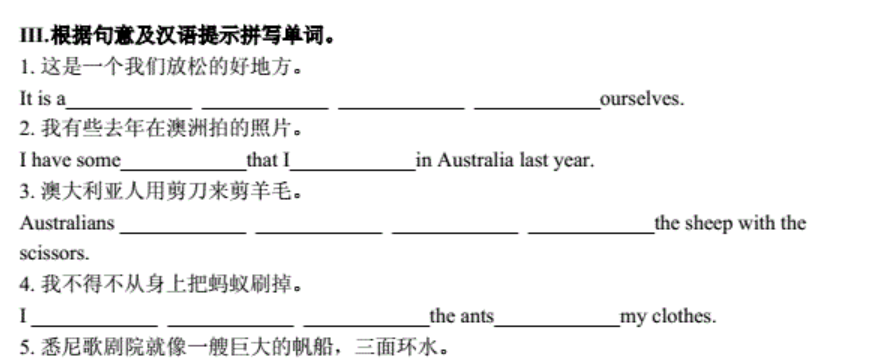 III.根据句意及汉语提示拼写单词。
1. 这是一个我们放松的好地方。
It is a____________ ____________ ____________ ____________ourselves.
2. 我有些去年在澳洲拍的照片。
I have some____________that I____________in Australia last year.
3. 澳大利亚人用剪刀来剪羊毛。
Australians ____________ ____________ ____________ ____________the sheep with the
scissors.
4. 我不得不从身上把蚂蚁刷掉。
I ____________ ____________ ____________the ants____________my clothes.
5. 悉尼歌剧院就像一艘巨大的帆船，三面环水。